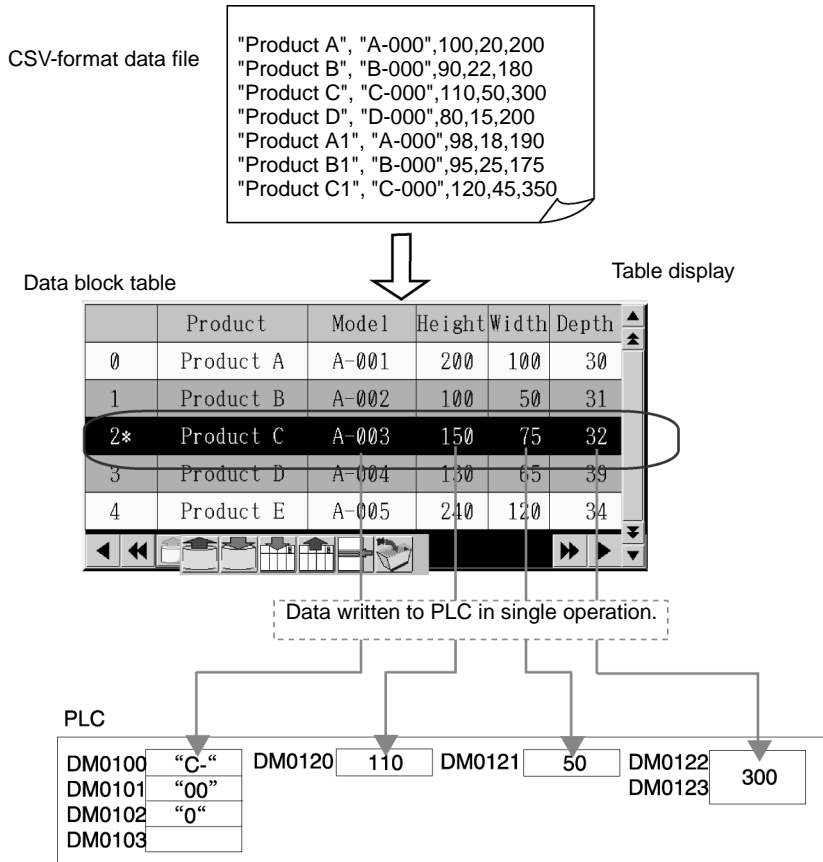 CSV-format data file
"Product A", "A-000",100,20,200
"Product B", "B-000",90,22,180
"Product C", "C-000",110,50,300
"Product D", "D-000",80,15,200
"Product A1", "A-000",98,18,190
"Product B1", "B-000",95,25,175
"Product C1", "C-000",120,45,350
Data block table
Table display
Product Model Height Width Depth
0 Product A A-001 200 100 30
1 Product B A-002 100 50 31
2* Product C A-003 150 75 32
3 Product D A-004 130 65 39
4 Product E A-005 240 120 34
Data written to PLC in single operation.
PLC
DM0100 “C-“
DM0101 “00”
DM0102 “0“
DM0103
DM0120 110
DM0121 50
DM0122
DM0123
300